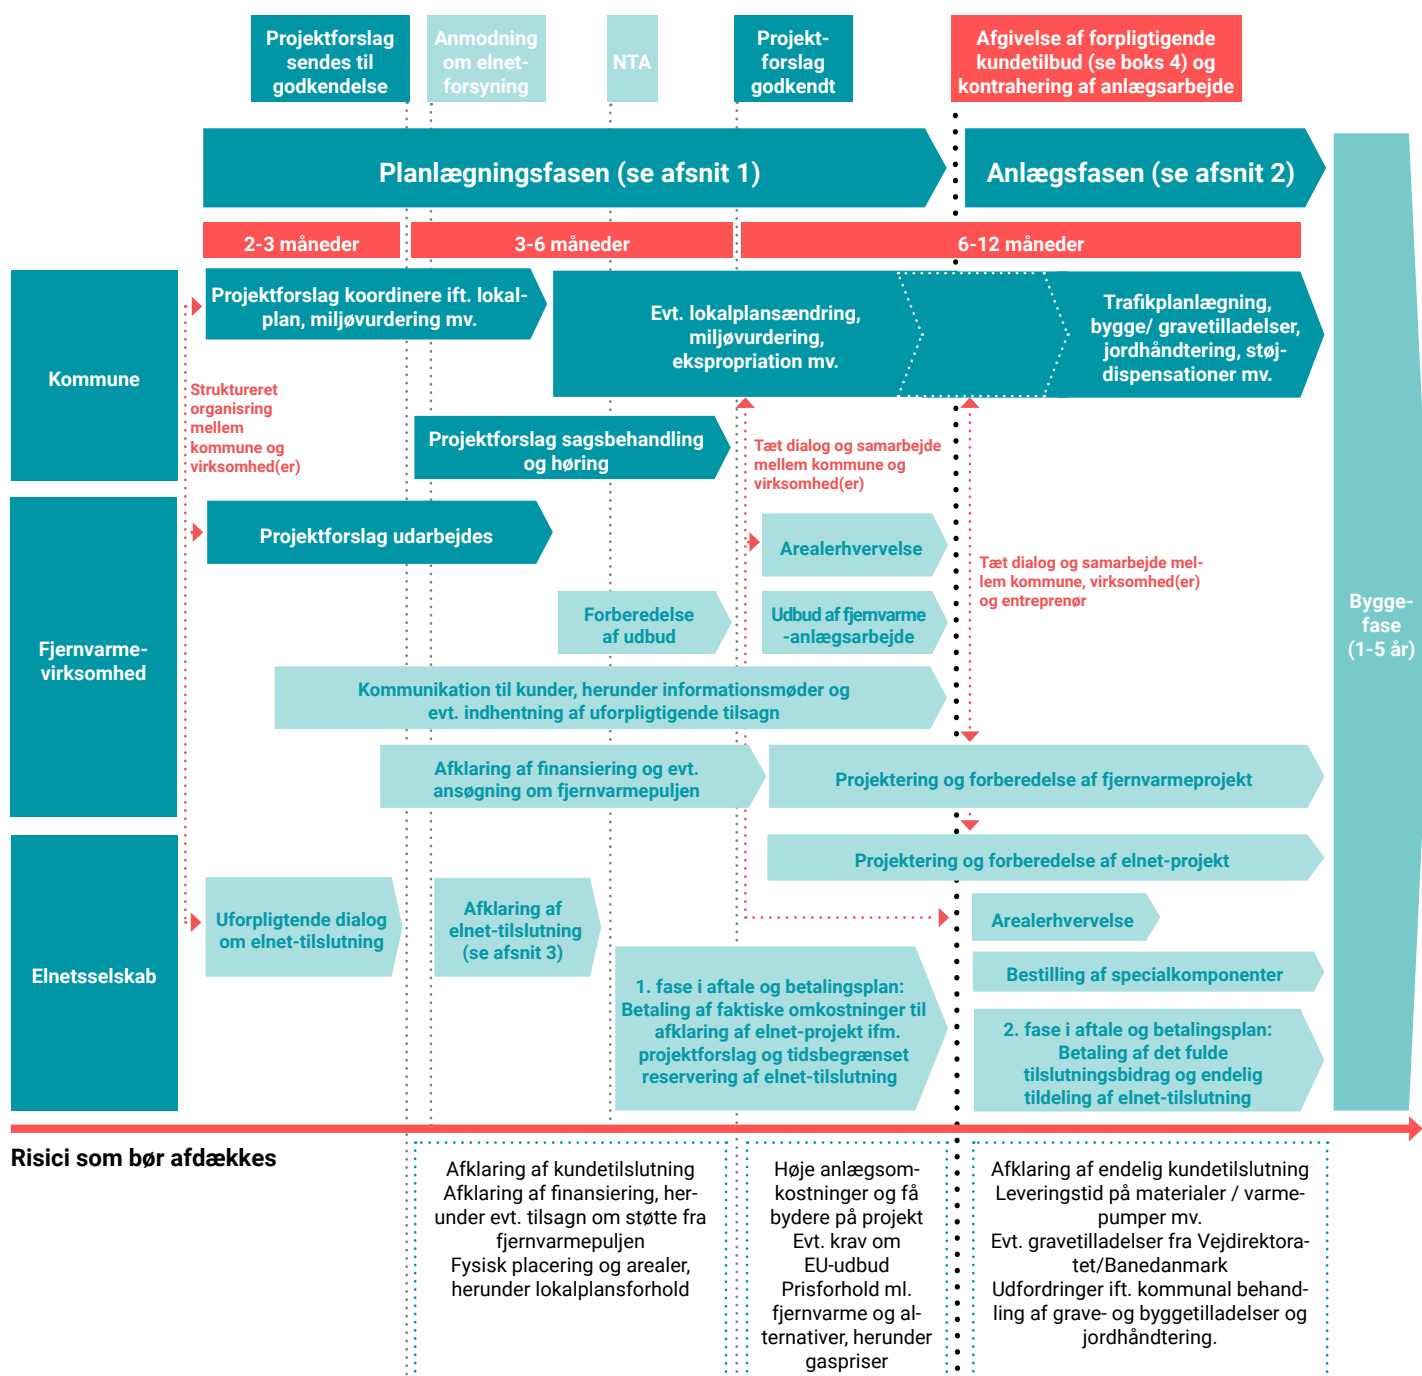 Projektforslag
sendes til
godkendelse
Anmodning
om elnet-
forsyning
NTA
Projekt-
forslag
godkendt
Afgivelse af forpligtigende
kundetilbud (se boks 4) og
kontrahering af anlægsarbejde
Planlægningsfasen (se afsnit 1)
Anlægsfasen (se afsnit 2)
2-3 måneder
3-6 måneder
6-12 måneder
Kommune
Projektforslag koordinere ift. lokal-
plan, miljøvurdering mv.
Evt. lokalplansændring,
miljøvurdering,
ekspropriation mv.
Trafikplanlægning,
bygge/ gravetilladelser,
jordhåndtering, støj-
dispensationer mv.
Struktureret
organisring
mellem
kommune og
virksomhed(er)
Projektforslag sagsbehandling
og høring
Tæt dialog og samarbejde
mellem kommune og
virksomhed(er)
Fjernvarme-
virksomhed
Projektforslag udarbejdes
Arealerhvervelse
Tæt dialog og samarbejde mel-
lem kommune, virksomhed(er)
og entreprenør
Forberedelse
af udbud
Udbud af fjernvarme
-anlægsarbejde
Kommunikation til kunder, herunder informationsmøder og
evt. indhentning af uforpligtigende tilsagn
Afklaring af finansiering og evt.
ansøgning om fjernvarmepuljen
Projektering og forberedelse af fjernvarmeprojekt
Bygge-
fase
(1-5 år)
Elnetsselskab
Projektering og forberedelse af elnet-projekt
Uforpligtende dialog
om elnet-tilslutning
Afklaring af
elnet-tilslutning
(se afsnit 3)
Arealerhvervelse
Bestilling af specialkomponenter
1. fase i aftale og betalingsplan:
Betaling af faktiske omkostninger til
afklaring af elnet-projekt ifm.
projektforslag og tidsbegrænset
reservering af elnet-tilslutning
2. fase i aftale og betalingsplan:
Betaling af det fulde
tilslutningsbidrag og endelig
tildeling af elnet-tilslutning
Risici som bør afdækkes
Afklaring af kundetilslutning
Afklaring af finansiering, her-
under evt. tilsagn om støtte fra
fjernvarmepuljen
Fysisk placering og arealer,
herunder lokalplansforhold
Høje anlægsom-
kostninger og få
bydere på projekt
Evt. krav om
EU-udbud
Prisforhold ml.
fjernvarme og al-
ternativer, herunder
gaspriser
Afklaring af endelig kundetilslutning
Leveringstid på materialer / varme-
pumper mv.
Evt. gravetilladelser fra Vejdirektora-
tet/Banedanmark
Udfordringer ift. kommunal behand-
ling af grave- og byggetilladelser og
jordhåndtering.